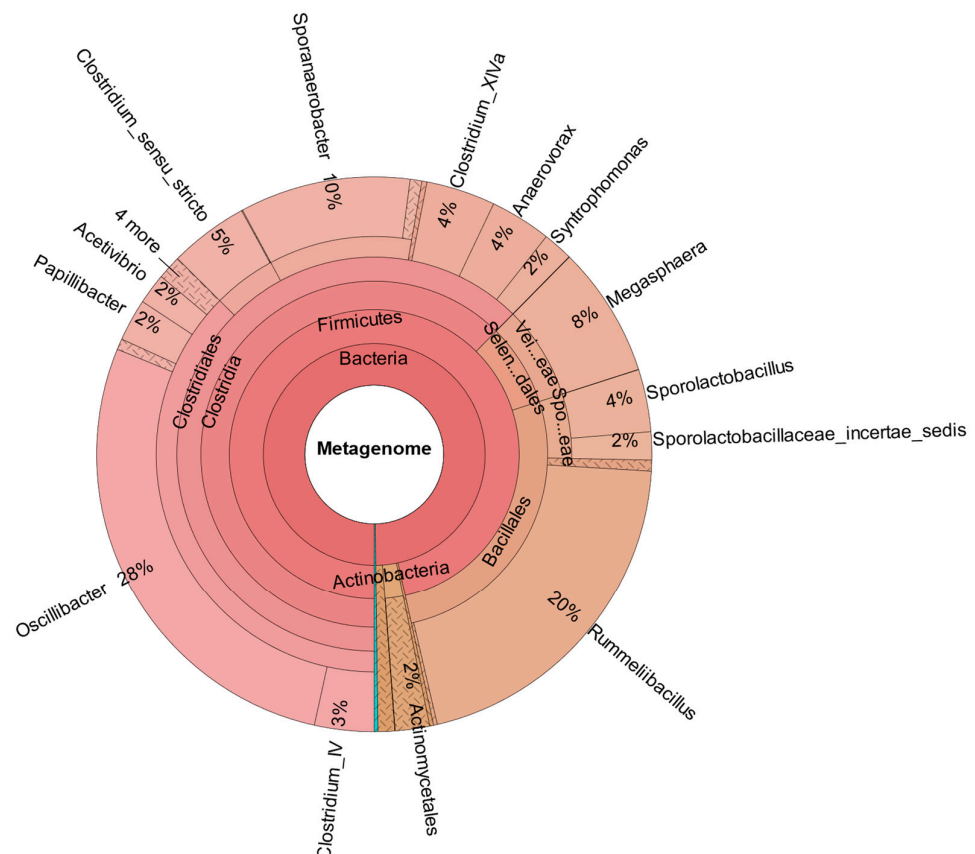 Sporanaerobacter
10%
Clostridium_sensu_stricto
5%
4 more
Acetivibrio
2%
Papillibacter
2%
Clostridium_XIVa
4%
Anaerovorax
4%
Syntrophomonas
2%
Megasphaera
8%
Sporolactobacillus
4%
Sporolactobacillaceae_incertae_sedis
2%
Firmicutes
Bacteria
Metagenome
Clostridiales
Clostridia
Selen...dales
Vei...eae
Spo...eae
Bacillales
Actinobacteria
Oscillibacter 28%
20%
Rummeliibacillus
3%
Clostridium_IV
2%
Actinomycetales